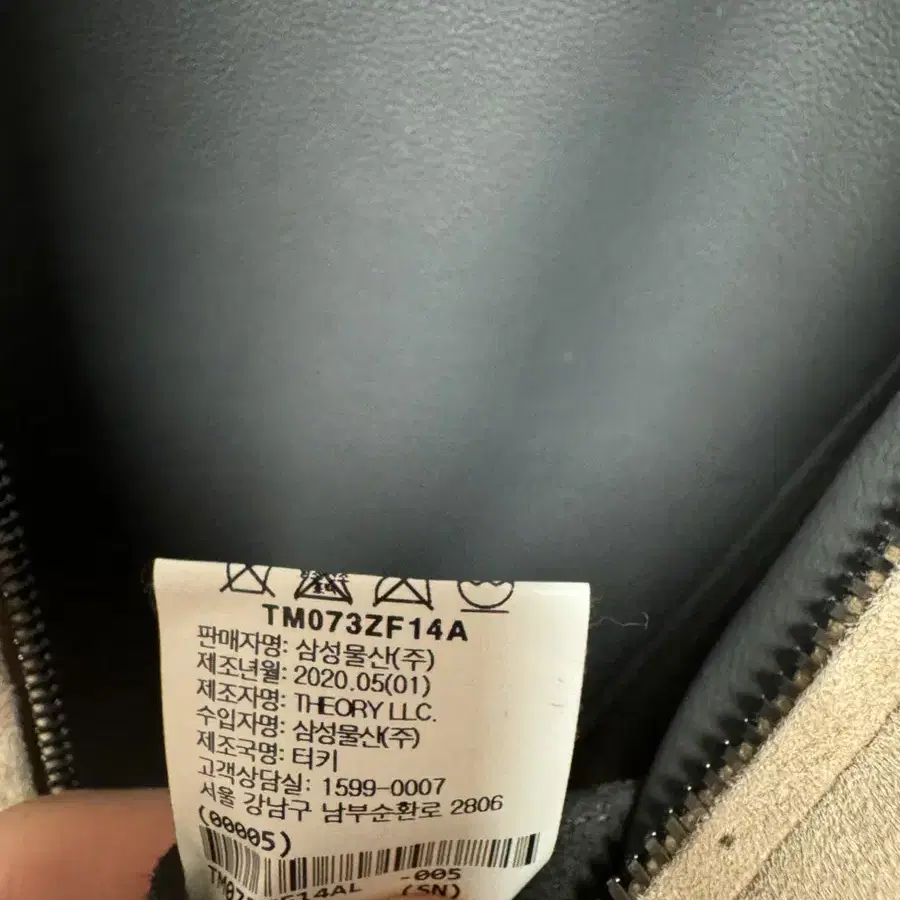 TM073ZF14A
판매자명: 삼성물산(주)
제조년월: 2020.05(01)
제조자명: THEORY LLC.
수입자명: 삼성물산(주)
제조국명: 터키
고객상담실: 1599-0007
서울 강남구 남부순환로 2806
(00005)
-005
(SN)